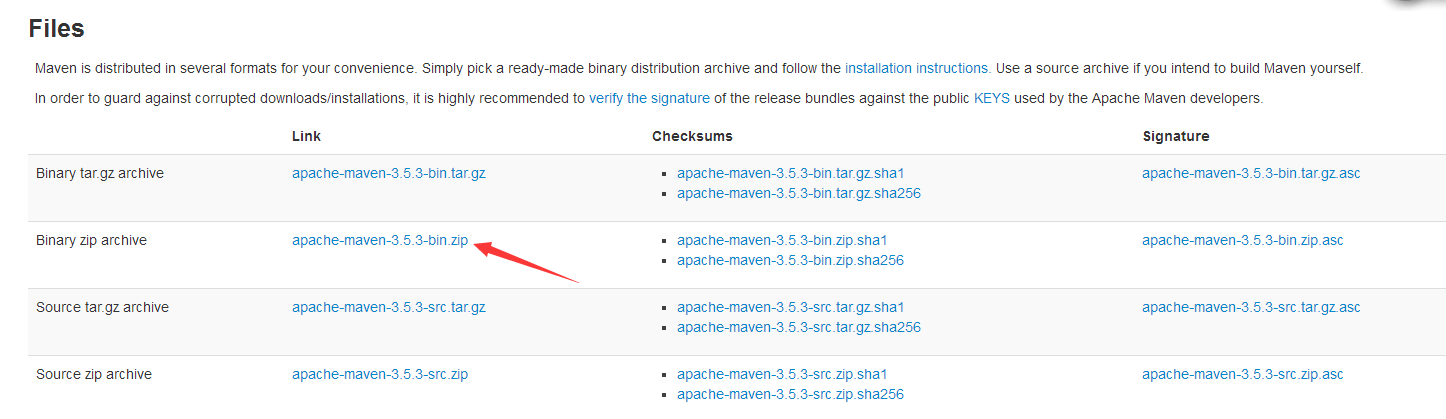 Files
Maven is distributed in several formats for your convenience. Simply pick a ready-made binary distribution archive and follow the installation instructions. Use a source archive if you intend to build Maven yourself.
In order to guard against corrupted downloads/installations, it is highly recommended to verify the signature of the release bundles against the public KEYS used by the Apache Maven developers.
Link Checksums Signature
Binary tar.gz archive apache-maven-3.5.3-bin.tar.gz apache-maven-3.5.3-bin.tar.gz.sha1 apache-maven-3.5.3-bin.tar.gz.asc
apache-maven-3.5.3-bin.tar.gz.sha256
Binary zip archive apache-maven-3.5.3-bin.zip apache-maven-3.5.3-bin.zip.sha1 apache-maven-3.5.3-bin.zip.asc
apache-maven-3.5.3-bin.zip.sha256
Source tar.gz archive apache-maven-3.5.3-src.tar.gz apache-maven-3.5.3-src.tar.gz.sha1 apache-maven-3.5.3-src.tar.gz.asc
apache-maven-3.5.3-src.tar.gz.sha256
Source zip archive apache-maven-3.5.3-src.zip apache-maven-3.5.3-src.zip.sha1 apache-maven-3.5.3-src.zip.asc
apache-maven-3.5.3-src.zip.sha256